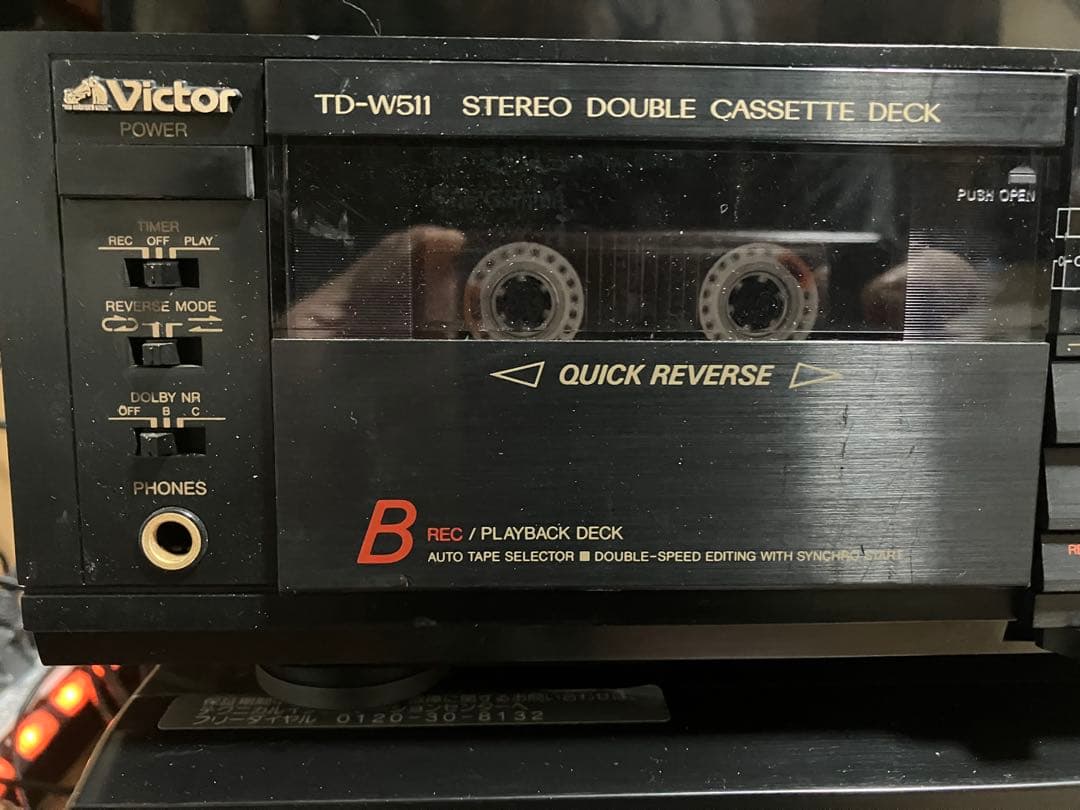 Victor
POWER
TD-W511 STEREO DOUBLE CASSETTE DECK
PUSH OPEN
TIMER
REC OFF PLAY
REVERSE MODE
DOLBY NR
OFF B C
PHONES
QUICK REVERSE
B REC / PLAYBACK DECK
AUTO TAPE SELECTOR ■ DOUBLE-SPEED EDITING WITH SYNCHRO START
フリーダイヤル 0120-30-8132